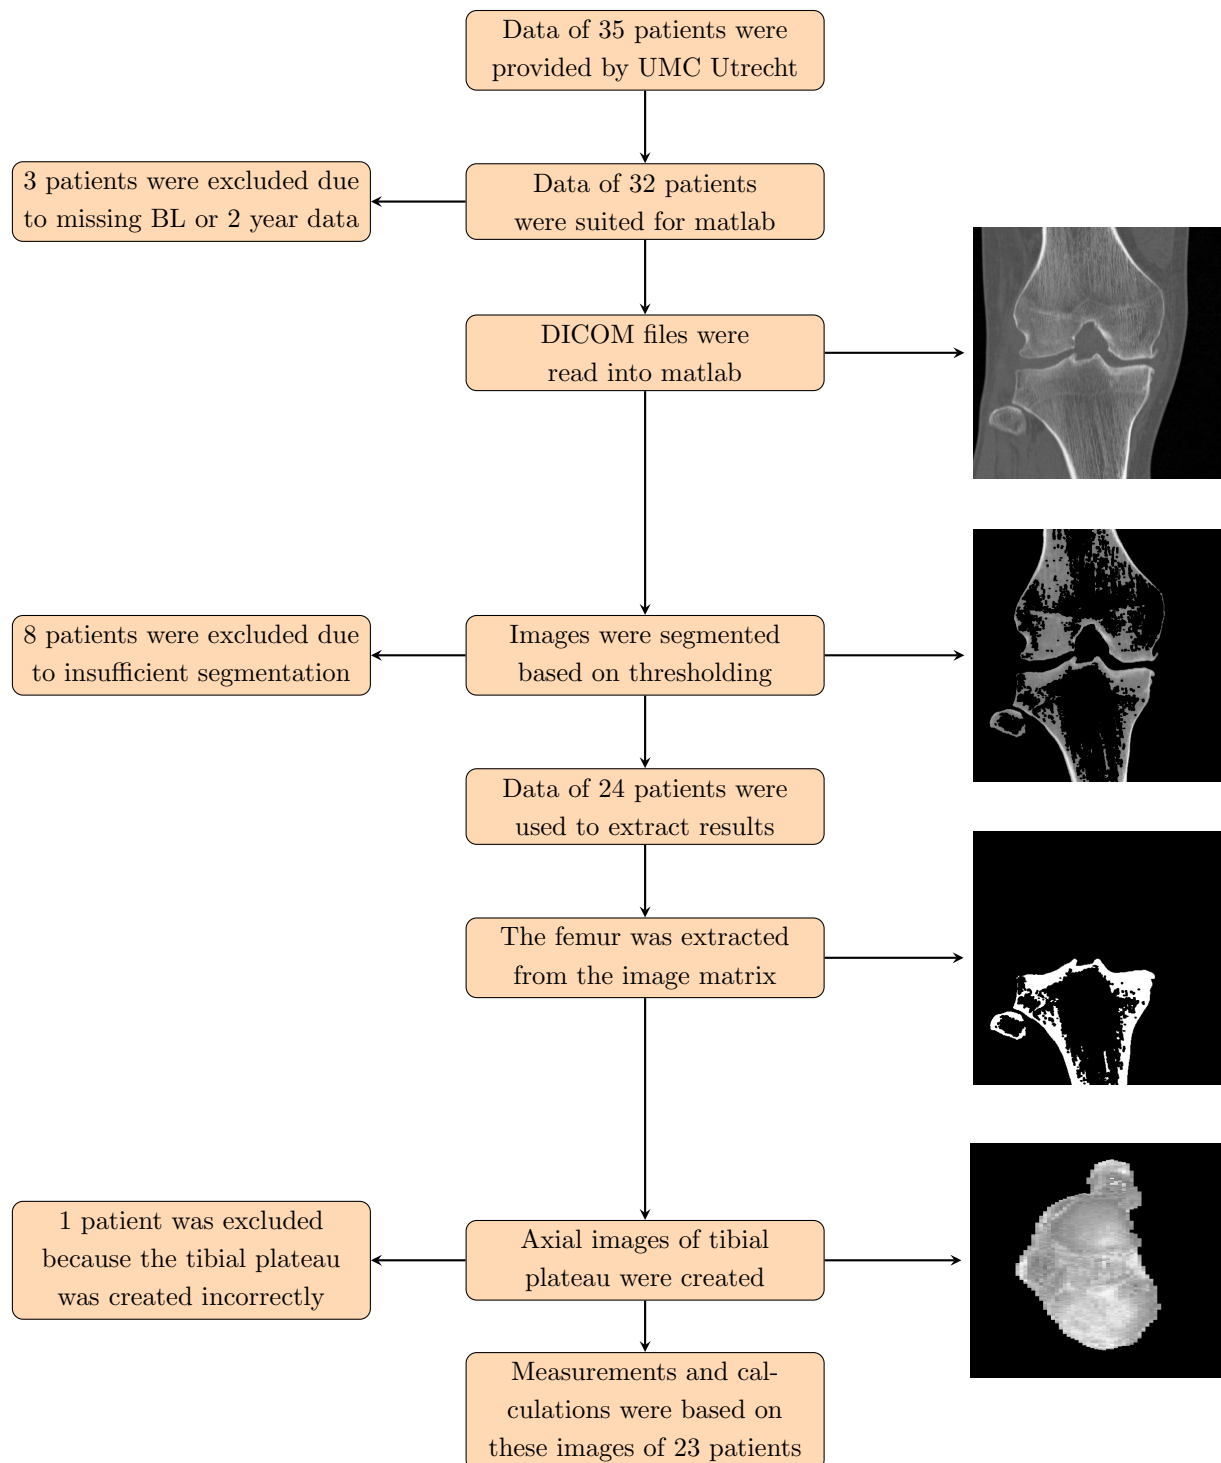 Data of 35 patients were
provided by UMC Utrecht
3 patients were excluded due
to missing BL or 2 year data
Data of 32 patients
were suited for matlab
DICOM files were
read into matlab
8 patients were excluded due
to insufficient segmentation
Images were segmented
based on thresholding
Data of 24 patients were
used to extract results
The femur was extracted
from the image matrix
1 patient was excluded
because the tibial plateau
was created incorrectly
Axial images of tibial
plateau were created
Measurements and cal-
culations were based on
these images of 23 patients